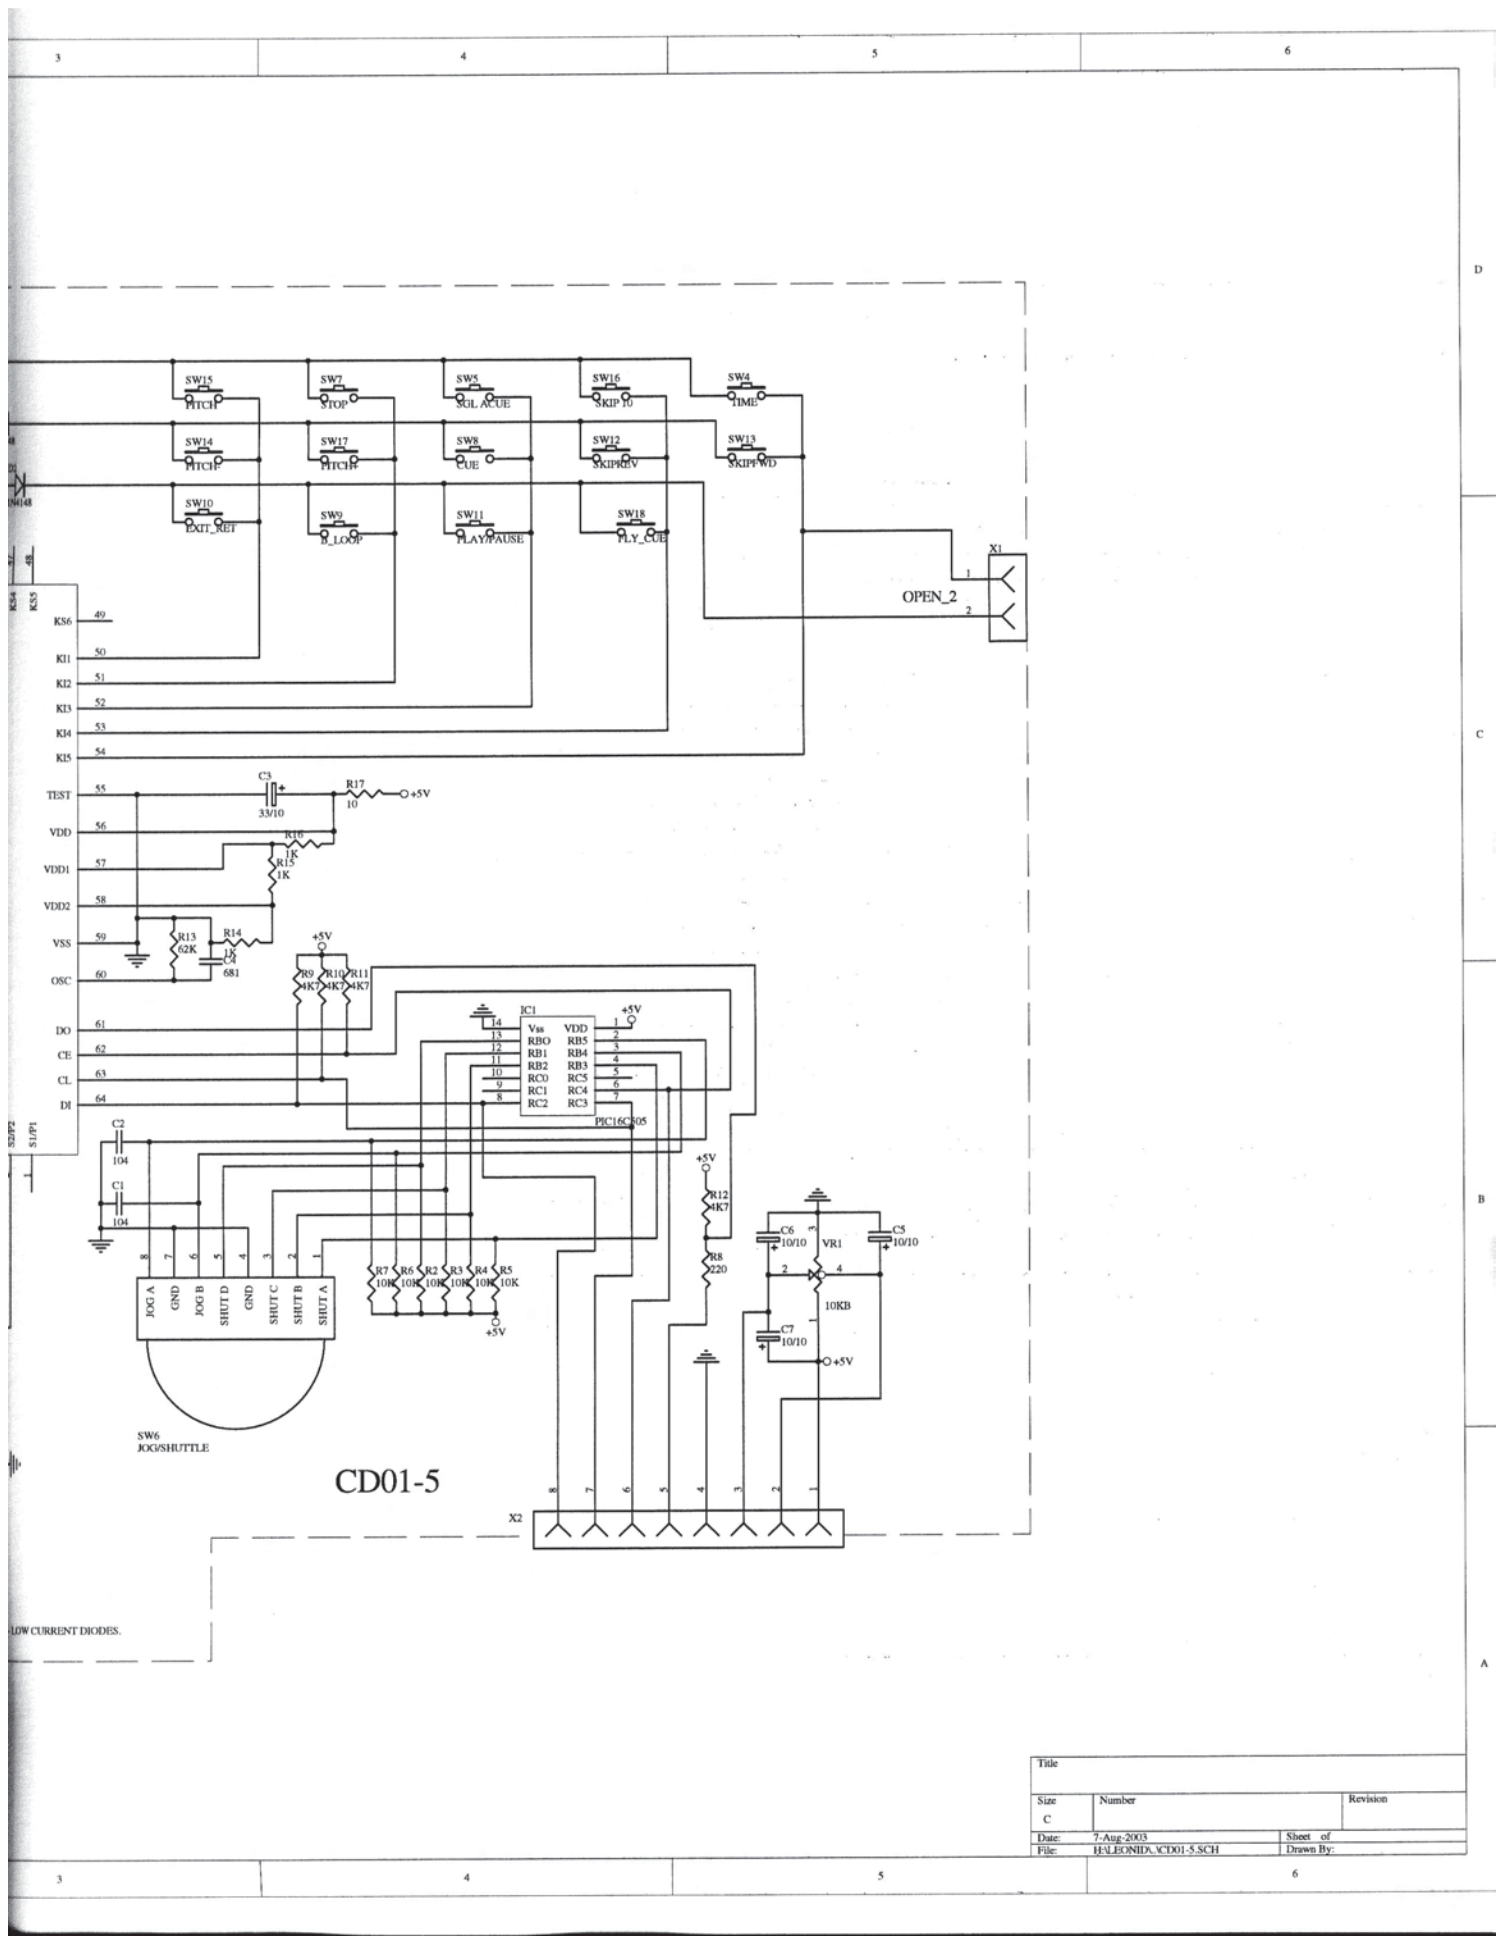 3 4 5 6
D
SW15 SW7 SW5 SW16 SW4
PITCH STOP SGL ACUE SKIP 10 TIME
48
SW14 SW17 SW8 SW12 SW13
PITCH- PITCH+ CUE SKIPREV SKIPFWD
1N4148
SW10 SW9 SW11 SW18
EXIT_RET B_LOOP PLAY/PAUSE FLY_CUE
47 48
KS4 KS5
X1
1
OPEN_2
2
KS6 49
KI1 50
KI2 51
KI3 52
KI4 53
C
KI5 54
C3 + R17
TEST 55 33/10 10 +5V
VDD 56
R16
1K
VDD1 57
R15
1K
VDD2 58
R13 R14
62K 1K
VSS 59
C4
681
+5V
OSC 60
R9 R10 R11
4K7 4K7 4K7
DO 61
CE 62
CL 63
DI 64
IC1 +5V
14 Vss VDD 1
13 RBO RB5 2
12 RB1 RB4 3
11 RB2 RB3 4
10 RC0 RC5 5
9 RC1 RC4 6
8 RC2 RC3 7
PIC16C505
S2/P2 S1/P1
1
C2
104
C1
104
+5V
R12
4K7
B
R8
220
C6 3 C5
10/10 VR1 10/10
+ +
2 4
10KB
C7 1
10/10
+
+5V
8 7 6 5 4 3 2 1
JOG A GND JOG B SHUT D GND SHUT C SHUT B SHUT A
R7 R6 R2 R3 R4 R5
10K 10K 10K 10K 10K 10K
+5V
SW6
JOG/SHUTTLE
CD01-5
8 7 6 5 4 3 2 1
X2
-LOW CURRENT DIODES.
A
Title
Size Number Revision
C
Date: 7-Aug-2003 Sheet of
File: H:\LEONID\..\CD01-5.SCH Drawn By:
3 4 5 6